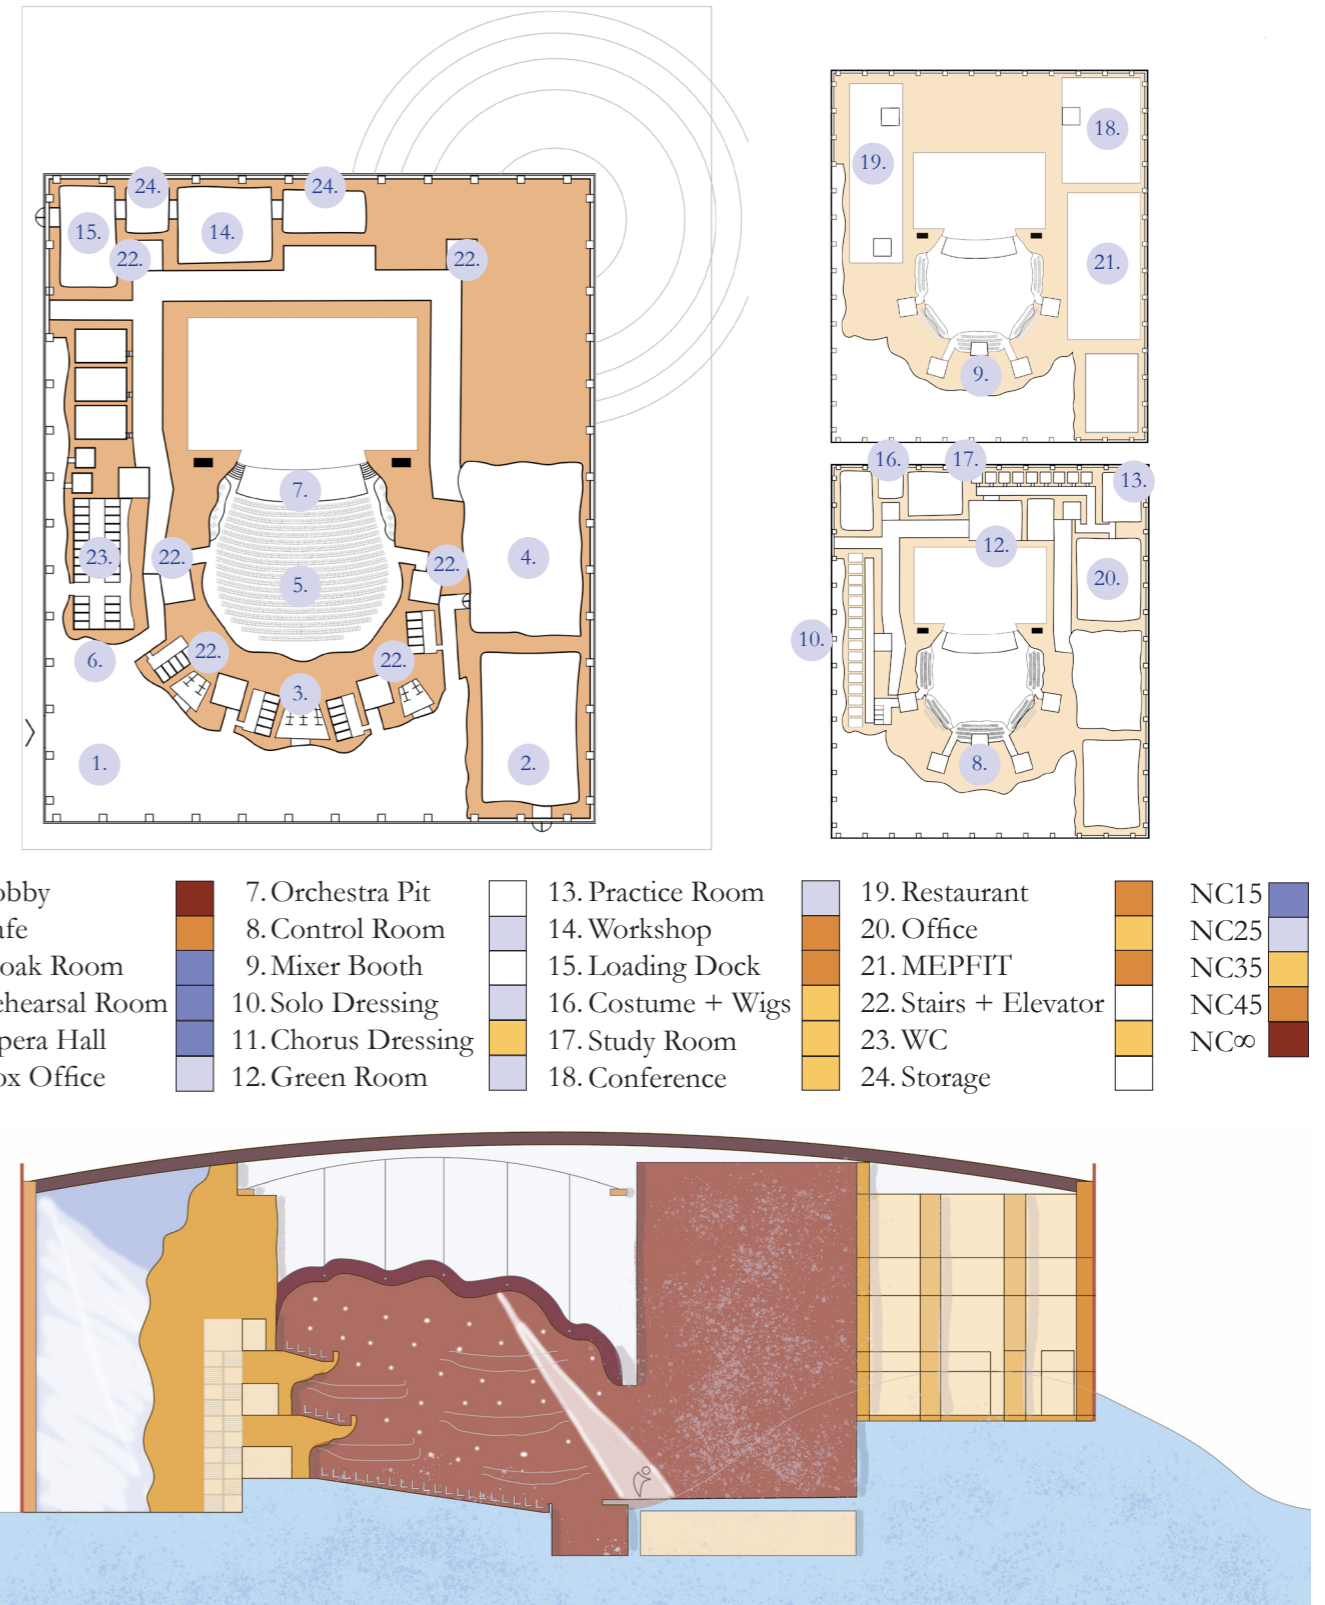 24.
24.
15.
14.
22.
22.
23.
22.
7.
5.
22.
4.
6.
22.
3.
22.
1.
2.
19.
18.
21.
9.
16.
17.
13.
12.
20.
10.
8.
obby
afe
oak Room
ehearsal Room
pera Hall
ox Office
7. Orchestra Pit
8. Control Room
9. Mixer Booth
10. Solo Dressing
11. Chorus Dressing
12. Green Room
13. Practice Room
14. Workshop
15. Loading Dock
16. Costume + Wigs
17. Study Room
18. Conference
19. Restaurant
20. Office
21. MEPFIT
22. Stairs + Elevator
23. WC
24. Storage
NC15
NC25
NC35
NC45
NC∞